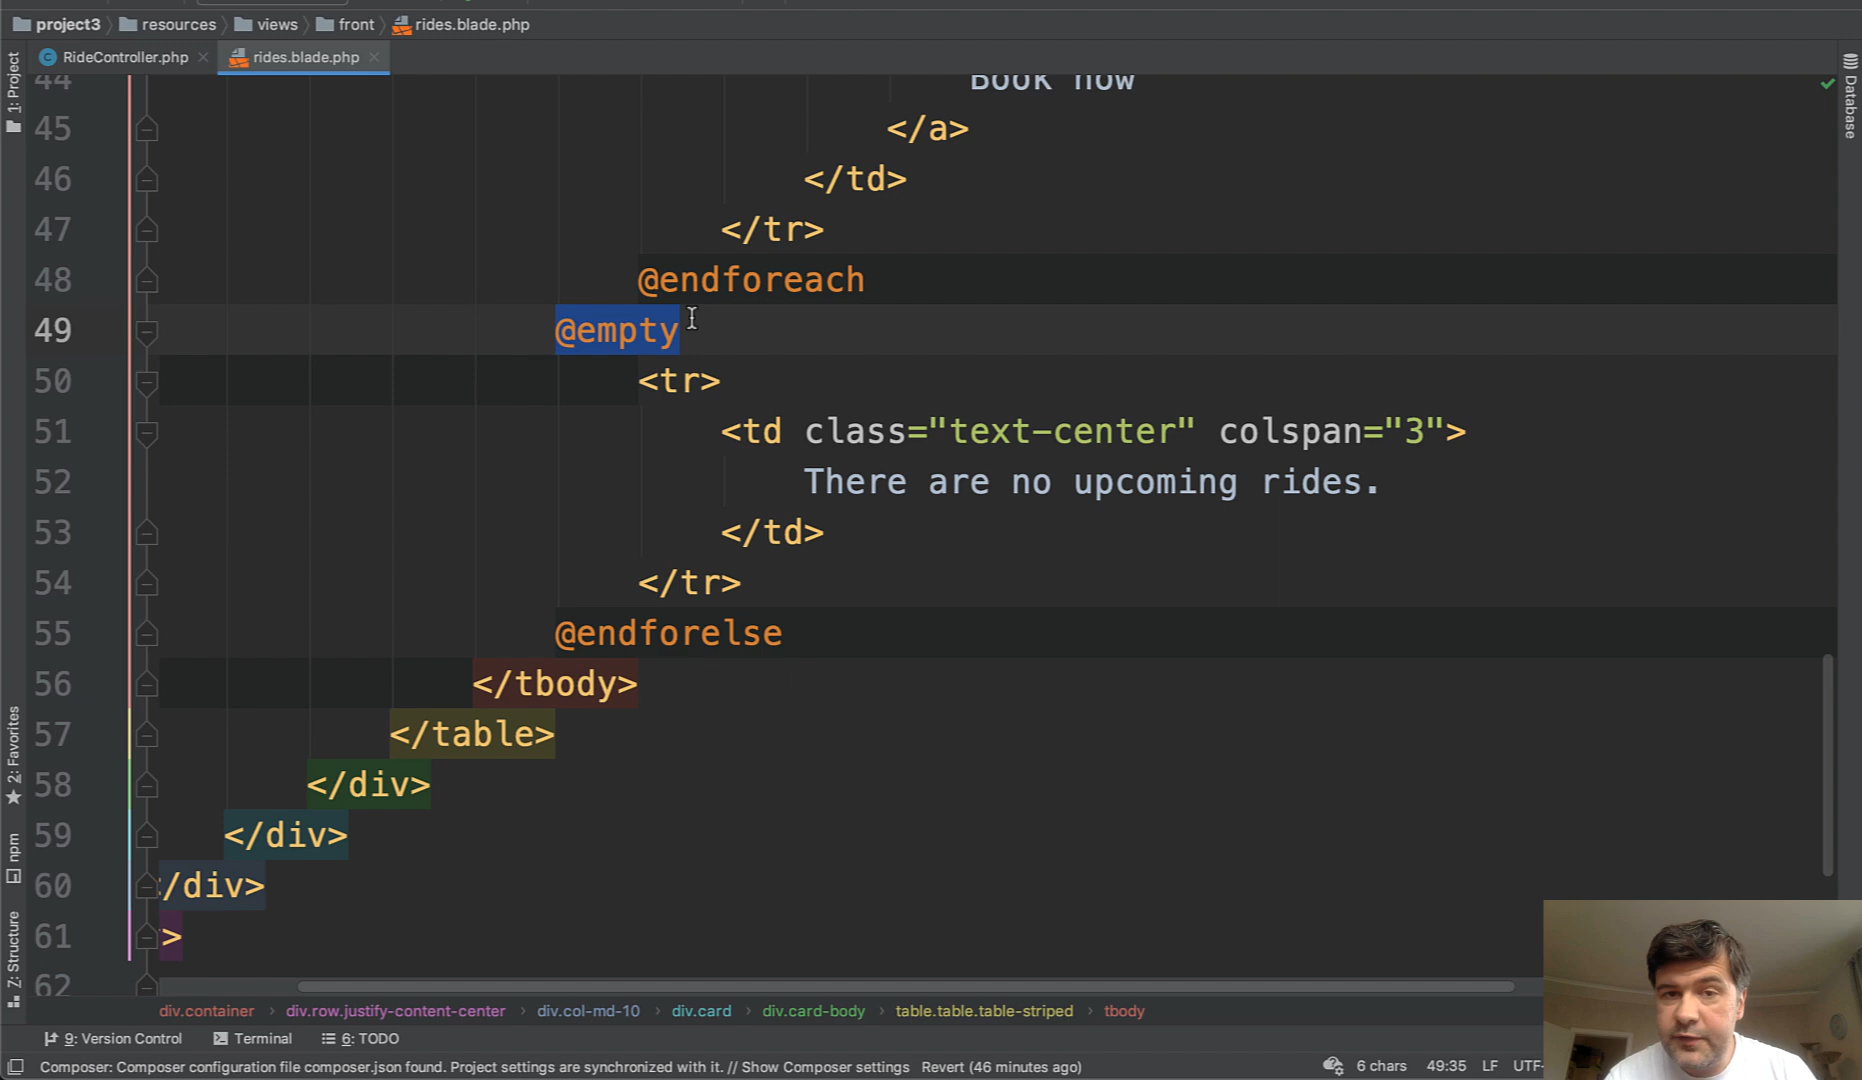 project3 resources views front rides.blade.php
RideController.php rides.blade.php
1: Project
Database
44 Book now
45 </a>
46 </td>
47 </tr>
48 @endforeach
49 @empty
50 <tr>
51 <td class="text-center" colspan="3">
52 There are no upcoming rides.
53 </td>
54 </tr>
55 @endforelse
56 </tbody>
57 </table>
58 </div>
59 </div>
60 /div>
61 >
62
2: Favorites
npm
Z: Structure
div.container › div.row.justify-content-center › div.col-md-10 › div.card › div.card-body › table.table.table-striped › tbody
9: Version Control Terminal 6: TODO
Composer: Composer configuration file composer.json found. Project settings are synchronized with it. // Show Composer settings Revert (46 minutes ago) 6 chars 49:35 LF UTF-